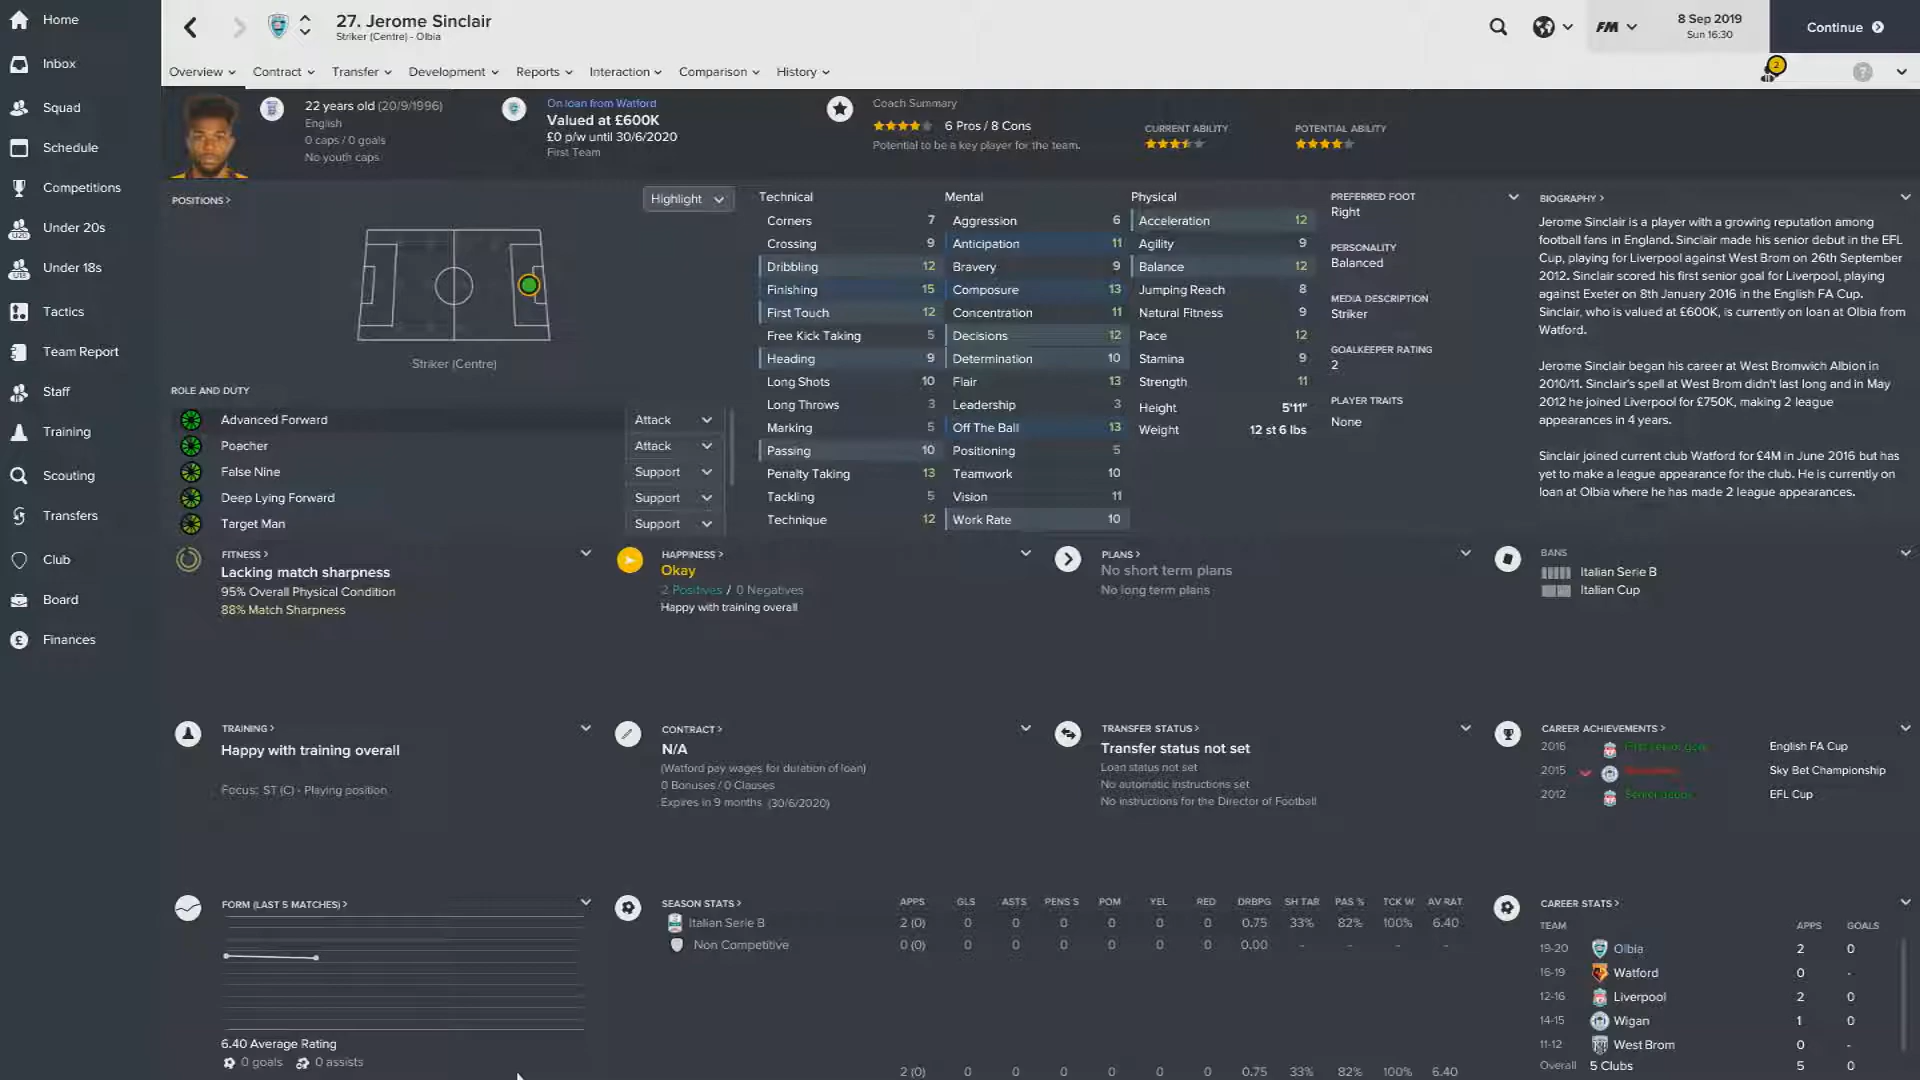 Home
Inbox
Squad
Schedule
Competitions
Under 20s
Under 18s
Tactics
Team Report
Staff
Training
Scouting
Transfers
Club
Board
Finances
27. Jerome Sinclair
Striker (Centre) - Olbia
FM
8 Sep 2019
Sun 16:30
Continue
Overview Contract Transfer Development Reports Interaction Comparison History
2
?
22 years old (20/9/1996)
English
0 caps / 0 goals
No youth caps
On loan from Watford
Valued at £600K
£0 p/w until 30/6/2020
First Team
Coach Summary
6 Pros / 8 Cons
Potential to be a key player for the team.
CURRENT ABILITY
POTENTIAL ABILITY
POSITIONS >
Highlight
Striker (Centre)
ROLE AND DUTY
Advanced Forward Attack
Poacher Attack
False Nine Support
Deep Lying Forward Support
Target Man Support
Technical
Corners 7
Crossing 9
Dribbling 12
Finishing 15
First Touch 12
Free Kick Taking 5
Heading 9
Long Shots 10
Long Throws 3
Marking 5
Passing 10
Penalty Taking 13
Tackling 5
Technique 12
Mental
Aggression 6
Anticipation 11
Bravery 9
Composure 13
Concentration 11
Decisions 12
Determination 10
Flair 13
Leadership 3
Off The Ball 13
Positioning 5
Teamwork 10
Vision 11
Work Rate 10
Physical
Acceleration 12
Agility 9
Balance 12
Jumping Reach 8
Natural Fitness 9
Pace 12
Stamina 9
Strength 11
Height 5'11"
Weight 12 st 6 lbs
PREFERRED FOOT
Right
PERSONALITY
Balanced
MEDIA DESCRIPTION
Striker
GOALKEEPER RATING
2
PLAYER TRAITS
None
BIOGRAPHY >
Jerome Sinclair is a player with a growing reputation among
football fans in England. Sinclair made his senior debut in the EFL
Cup, playing for Liverpool against West Brom on 26th September
2012. Sinclair scored his first senior goal for Liverpool, playing
against Exeter on 8th January 2016 in the English FA Cup.
Sinclair, who is valued at £600K, is currently on loan at Olbia from
Watford.
Jerome Sinclair began his career at West Bromwich Albion in
2010/11. Sinclair's spell at West Brom didn't last long and in May
2012 he joined Liverpool for £750K, making 2 league
appearances in 4 years.
Sinclair joined current club Watford for £4M in June 2016 but has
yet to make a league appearance for the club. He is currently on
loan at Olbia where he has made 2 league appearances.
FITNESS >
Lacking match sharpness
95% Overall Physical Condition
88% Match Sharpness
HAPPINESS >
Okay
2 Positives / 0 Negatives
Happy with training overall
PLANS >
No short term plans
No long term plans
BANS
Italian Serie B
Italian Cup
TRAINING >
Happy with training overall
Focus: ST (C) - Playing position
CONTRACT >
N/A
(Watford pay wages for duration of loan)
0 Bonuses / 0 Clauses
Expires in 9 months (30/6/2020)
TRANSFER STATUS >
Transfer status not set
Loan status not set
No automatic instructions set
No instructions for the Director of Football
CAREER ACHIEVEMENTS >
2016 First senior goal English FA Cup
2015 Sky Bet Championship
2012 Senior debut EFL Cup
FORM (LAST 5 MATCHES) >
6.40 Average Rating
0 goals 0 assists
SEASON STATS > APPS GLS ASTS PENS S POM YEL RED DRBPG SH TAR PAS % TCK W AV RAT
Italian Serie B 2 (0) 0 0 0 0 0 0 0.75 33% 82% 100% 6.40
Non Competitive 0 (0) 0 0 0 0 0 0 0.00 - - - -
2 (0) 0 0 0 0 0 0 0.75 33% 82% 100% 6.40
CAREER STATS >
TEAM APPS GOALS
19-20 Olbia 2 0
16-19 Watford 0 -
12-16 Liverpool 2 0
14-15 Wigan 1 0
11-12 West Brom 0 -
Overall 5 Clubs 5 0